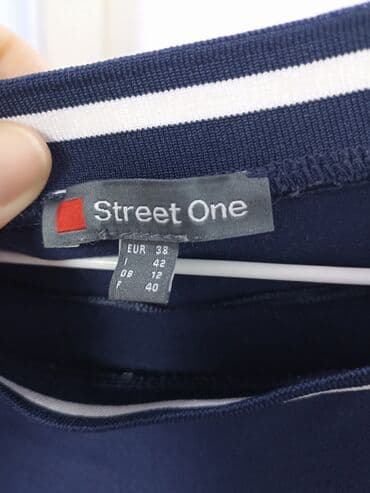 Street One
EUR 38
I 42
GB 12
F 40